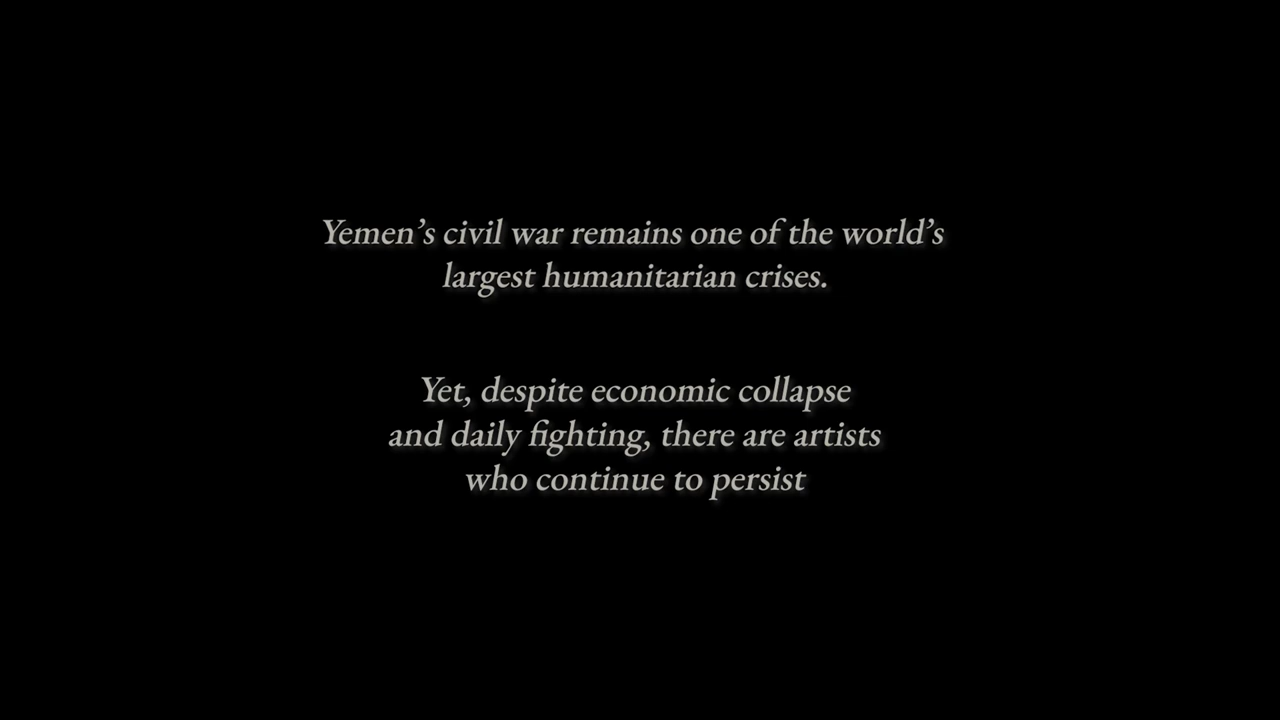 Yemen’s civil war remains one of the world’s
largest humanitarian crises.
Yet, despite economic collapse
and daily fighting, there are artists
who continue to persist